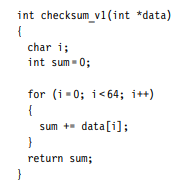 int checksum_v1(int *data)
{
char i;
int sum=0;
for (i=0; i<64; i++)
{
sum += data[i];
}
return sum;
}